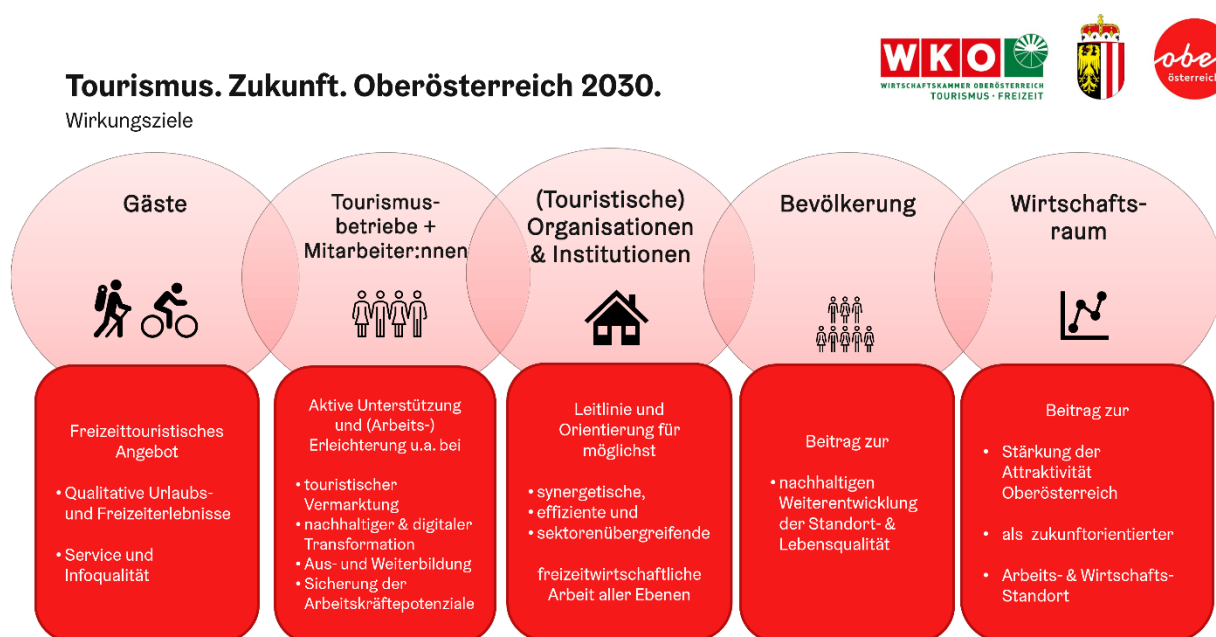 Tourismus. Zukunft. Oberösterreich 2030.
Wirkungsziele
WKO
WIRTSCHAFTSKAMMER OBERÖSTERREICH
TOURISMUS · FREIZEIT
obe
österreich
Gäste
Tourismus-
betriebe +
Mitarbeiter:nnen
(Touristische)
Organisationen
& Institutionen
Bevölkerung
Wirtschafts-
raum
Freizeittouristisches
Angebot
• Qualitative Urlaubs-
und Freizeiterlebnisse
• Service und
Infoqualität
Aktive Unterstützung
und (Arbeits-)
Erleichterung u.a. bei
• touristischer
Vermarktung
• nachhaltiger & digitaler
Transformation
• Aus- und Weiterbildung
• Sicherung der
Arbeitskräftepotenziale
Leitlinie und
Orientierung für
möglichst
• synergetische,
• effiziente und
• sektorenübergreifende
freizeitwirtschaftliche
Arbeit aller Ebenen
Beitrag zur
• nachhaltigen
Weiterentwicklung
der Standort- &
Lebensqualität
Beitrag zur
• Stärkung der
Attraktivität
Oberösterreich
• als zukunftorientierter
• Arbeits- & Wirtschafts-
Standort